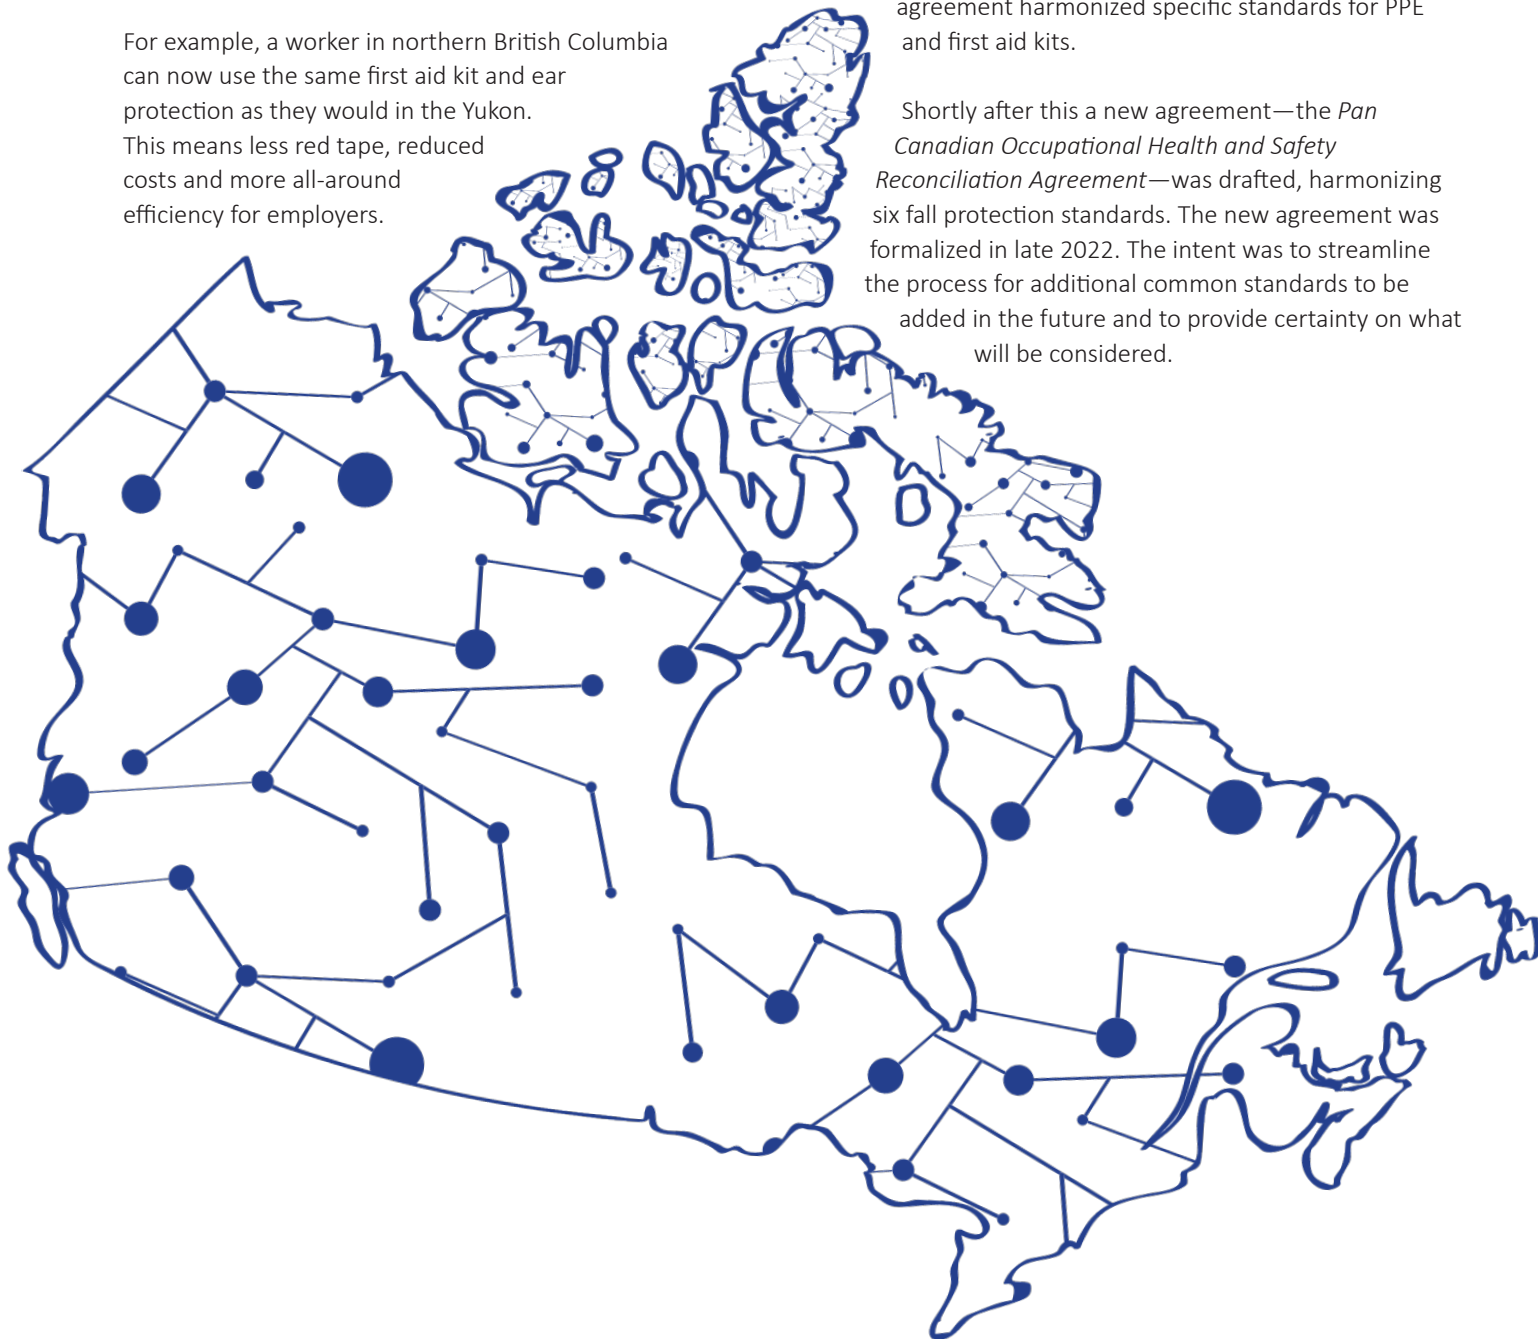 For example, a worker in northern British Columbia
can now use the same first aid kit and ear
protection as they would in the Yukon.
This means less red tape, reduced
costs and more all-around
efficiency for employers.
agreement harmonized specific standards for PPE
and first aid kits.
Shortly after this a new agreement—the Pan
Canadian Occupational Health and Safety
Reconciliation Agreement—was drafted, harmonizing
six fall protection standards. The new agreement was
formalized in late 2022. The intent was to streamline
the process for additional common standards to be
added in the future and to provide certainty on what
will be considered.